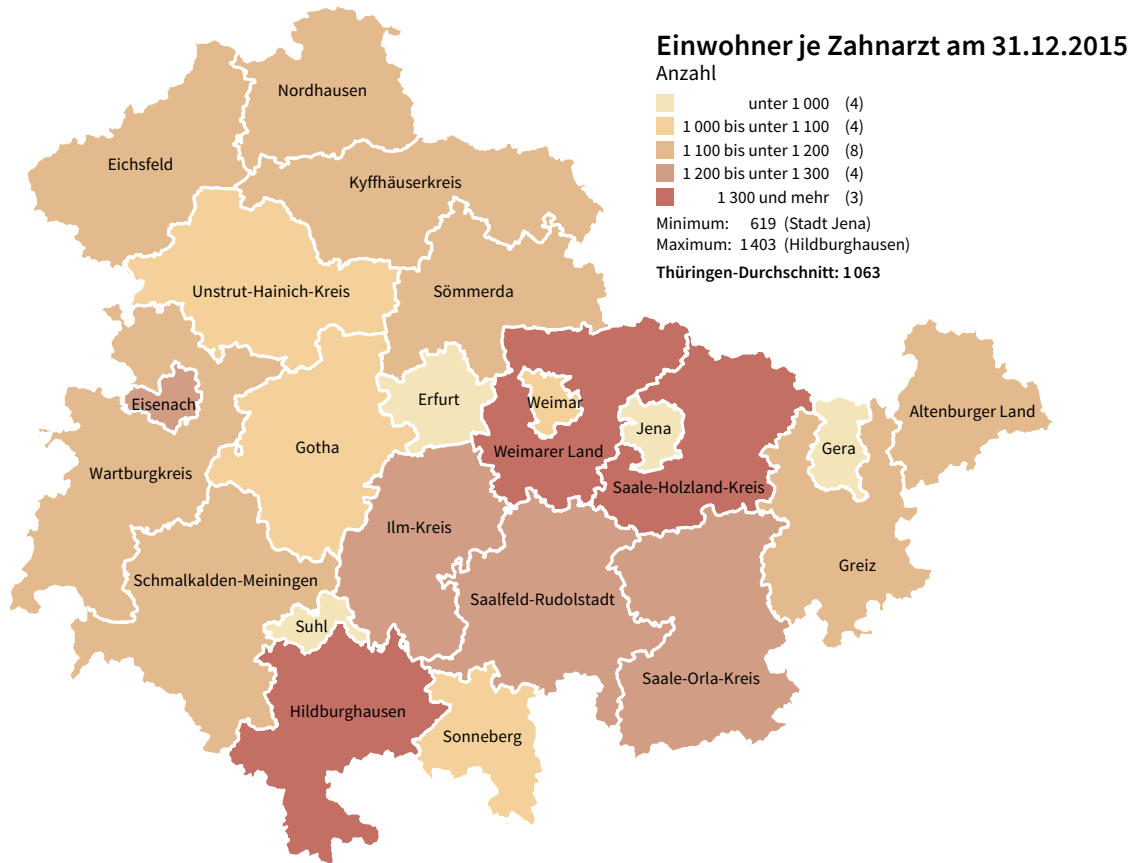 Einwohner je Zahnarzt am 31.12.2015
Anzahl
unter 1 000 (4)
1 000 bis unter 1 100 (4)
1 100 bis unter 1 200 (8)
1 200 bis unter 1 300 (4)
1 300 und mehr (3)
Minimum: 619 (Stadt Jena)
Maximum: 1 403 (Hildburghausen)
Thüringen-Durchschnitt: 1 063
Nordhausen
Eichsfeld
Kyffhäuserkreis
Unstrut-Hainich-Kreis
Sömmerda
Eisenach
Erfurt
Weimar
Altenburger Land
Jena
Gotha
Weimarer Land
Gera
Wartburgkreis
Saale-Holzland-Kreis
Ilm-Kreis
Greiz
Schmalkalden-Meiningen
Saalfeld-Rudolstadt
Suhl
Saale-Orla-Kreis
Hildburghausen
Sonneberg